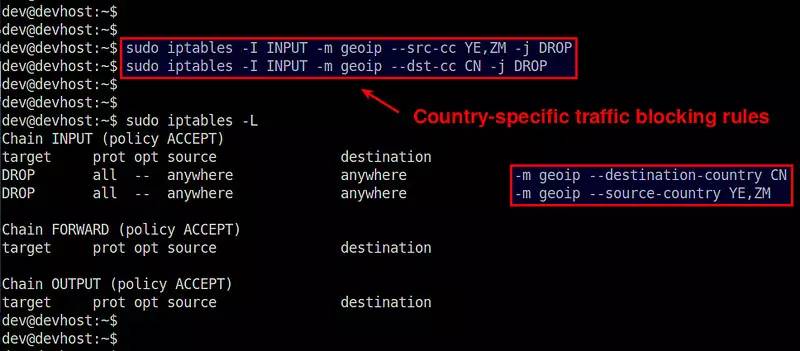 dev@devhost:~$
dev@devhost:~$
dev@devhost:~$ sudo iptables -I INPUT -m geoip --src-cc YE,ZM -j DROP
dev@devhost:~$ sudo iptables -I INPUT -m geoip --dst-cc CN -j DROP
dev@devhost:~$
dev@devhost:~$
dev@devhost:~$ sudo iptables -L
Country-specific traffic blocking rules
Chain INPUT (policy ACCEPT)
target     prot opt source               destination
DROP       all  --  anywhere             anywhere             -m geoip --destination-country CN
DROP       all  --  anywhere             anywhere             -m geoip --source-country YE,ZM
Chain FORWARD (policy ACCEPT)
target     prot opt source               destination
Chain OUTPUT (policy ACCEPT)
target     prot opt source               destination
dev@devhost:~$
dev@devhost:~$